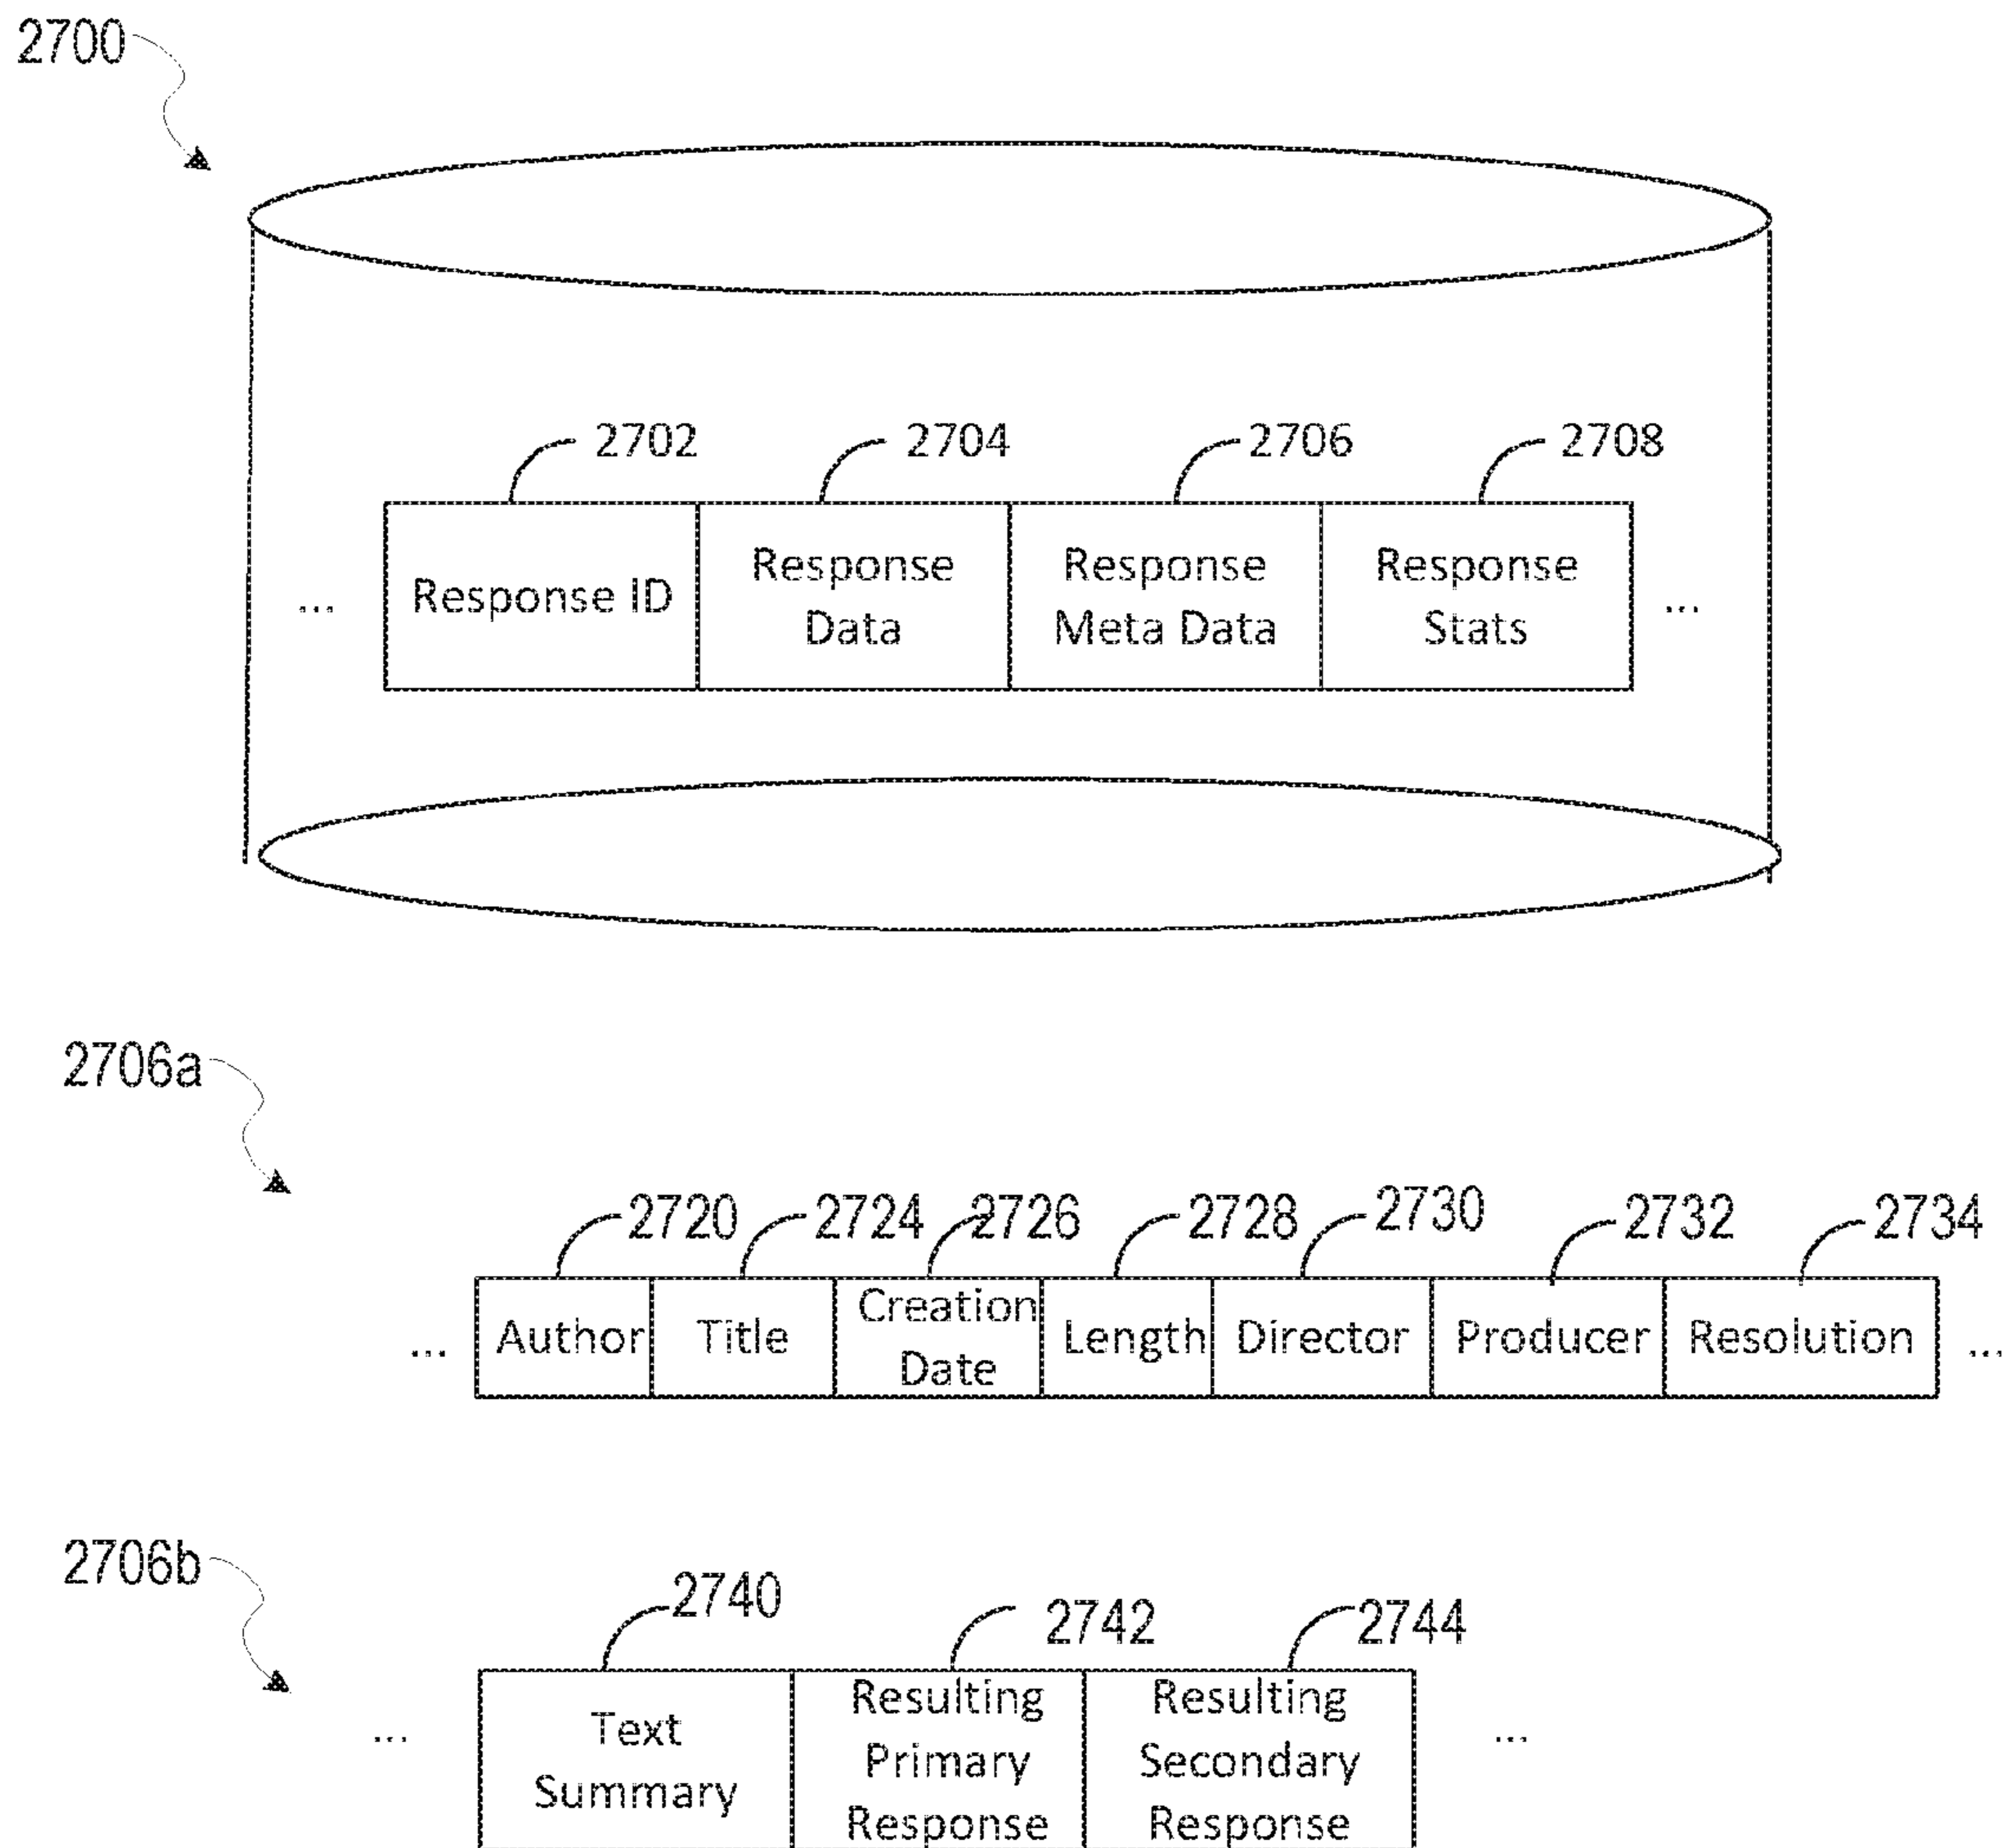 2700
2702 2704 2706 2708
... Response ID Response Data Response Meta Data Response Stats ...
2706a
2720 2724 2726 2728 2730 2732 2734
... Author Title Creation Date Length Director Producer Resolution ...
2706b
2740 2742 2744
... Text Summary Resulting Primary Response Resulting Secondary Response ...